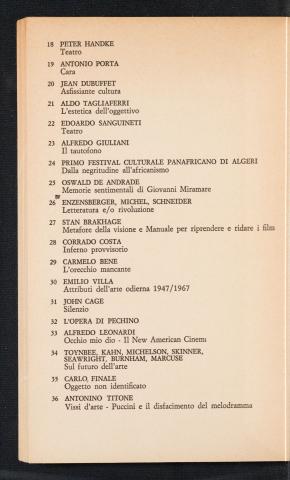 18 PETER HANDKE
Teatro
19 ANTONIO PORTA
Cara
20 JEAN DUBUFFET
Asfissiante cultura
21 ALDO TAGLIAFERRI
L'estetica dell'oggettivo
22 EDOARDO SANGUINETI
Teatro
23 ALFREDO GIULIANI
Il tautofono
24 PRIMO FESTIVAL CULTURALE PANAFRICANO DI ALGERI
Dalla negritudine all'africanismo
25 OSWALD DE ANDRADE
Memorie sentimentali di Giovanni Miramare
26 ENZENSBERGER, MICHEL, SCHNEIDER
Letteratura e/o rivoluzione
27 STAN BRAKHAGE
Metafore della visione e Manuale per riprendere e ridare i film
28 CORRADO COSTA
Inferno provvisorio
29 CARMELO BENE
L'orecchio mancante
30 EMILIO VILLA
Attributi dell'arte odierna 1947/1967
31 JOHN CAGE
Silenzio
32 L'OPERA DI PECHINO
33 ALFREDO LEONARDI
Occhio mio dio - Il New American Cinema
34 TOYNBEE, KAHN, MICHELSON, SKINNER,
SEAWRIGHT, BURNHAM, MARCUSE
Sul futuro dell'arte
35 CARLO, FINALE
Oggetto non identificato
36 ANTONINO TITONE
Vissi d'arte - Puccini e il disfacimento del melodramma